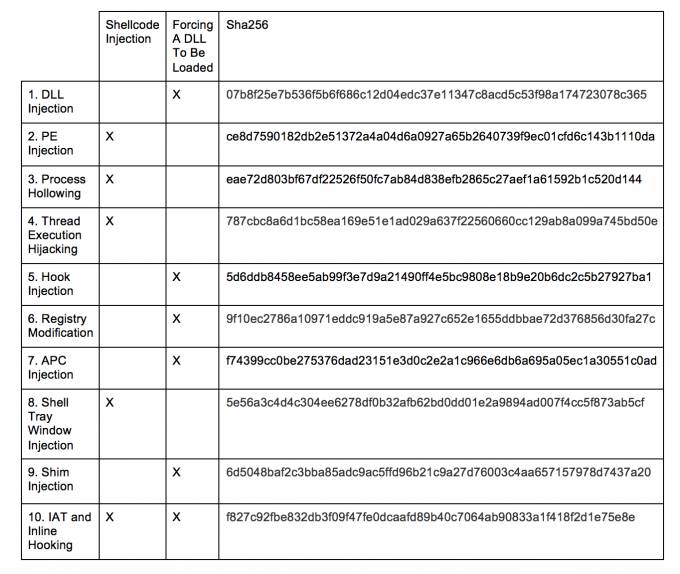 Shellcode Injection Forcing A DLL To Be Loaded Sha256
1. DLL Injection X 07b8f25e7b536f5b6f686c12d04edc37e11347c8acd5c53f98a174723078c365
2. PE Injection X ce8d7590182db2e51372a4a04d6a0927a65b2640739f9ec01cfd6c143b1110da
3. Process Hollowing X eae72d803bf67df22526f50fc7ab84d838efb2865c27aef1a61592b1c520d144
4. Thread Execution Hijacking X 787cbc8a6d1bc58ea169e51e1ad029a637f22560660cc129ab8a099a745bd50e
5. Hook Injection X 5d6ddb8458ee5ab99f3e7d9a21490ff4e5bc9808e18b9e20b6dc2c5b27927ba1
6. Registry Modification X 9f10ec2786a10971eddc919a5e87a927c652e1655ddbbae72d376856d30fa27c
7. APC Injection X f74399cc0be275376dad23151e3d0c2e2a1c966e6db6a695a05ec1a30551c0ad
8. Shell Tray Window Injection X 5e56a3c4d4c304ee6278df0b32afb62bd0dd01e2a9894ad007f4cc5f873ab5cf
9. Shim Injection X 6d5048baf2c3bba85adc9ac5ffd96b21c9a27d76003c4aa657157978d7437a20
10. IAT and Inline Hooking X X f827c92fbe832db3f09f47fe0dcaafd89b40c7064ab90833a1f418f2d1e75e8e